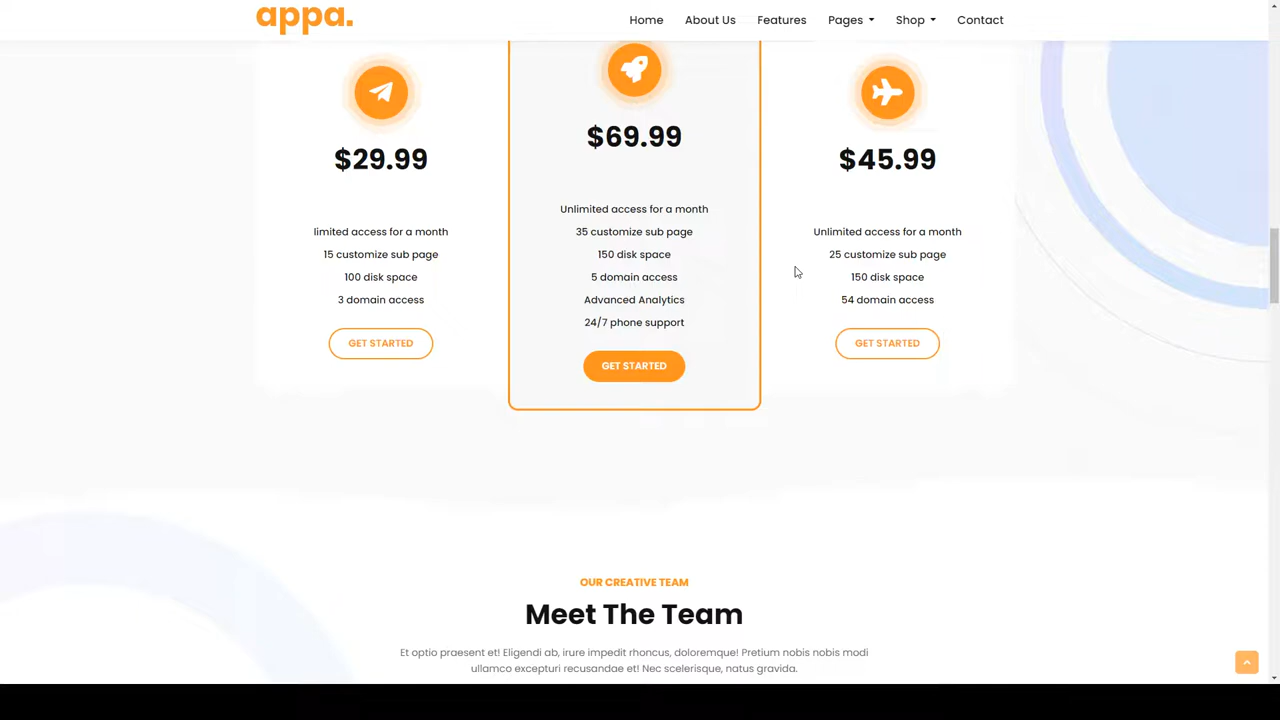 appa.
Home About Us Features Pages Shop Contact
$29.99
limited access for a month
15 customize sub page
100 disk space
3 domain access
GET STARTED
$69.99
Unlimited access for a month
35 customize sub page
150 disk space
5 domain access
Advanced Analytics
24/7 phone support
GET STARTED
$45.99
Unlimited access for a month
25 customize sub page
150 disk space
54 domain access
GET STARTED
OUR CREATIVE TEAM
Meet The Team
Et optio praesent et! Eligendi ab, irure impedit rhoncus, doloremque! Pretium nobis nobis modi
ullamco excepturi recusandae et! Nec scelerisque, natus gravida.